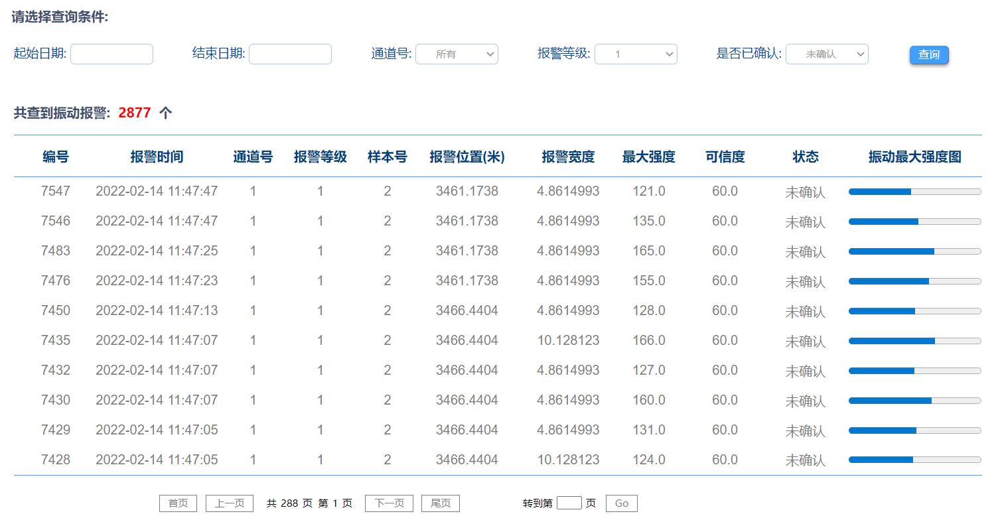 请选择查询条件:
起始日期: 结束日期: 通道号: 所有 报警等级: 1 是否已确认: 未确认 查询
共查到振动报警: 2877 个
编号 报警时间 通道号 报警等级 样本号 报警位置(米) 报警宽度 最大强度 可信度 状态 振动最大强度图
7547 2022-02-14 11:47:47 1 1 2 3461.1738 4.8614993 121.0 60.0 未确认
7546 2022-02-14 11:47:47 1 1 2 3461.1738 4.8614993 135.0 60.0 未确认
7483 2022-02-14 11:47:25 1 1 2 3461.1738 4.8614993 165.0 60.0 未确认
7476 2022-02-14 11:47:23 1 1 2 3461.1738 4.8614993 155.0 60.0 未确认
7450 2022-02-14 11:47:13 1 1 2 3466.4404 4.8614993 128.0 60.0 未确认
7435 2022-02-14 11:47:07 1 1 2 3466.4404 10.128123 166.0 60.0 未确认
7432 2022-02-14 11:47:07 1 1 2 3466.4404 4.8614993 127.0 60.0 未确认
7430 2022-02-14 11:47:07 1 1 2 3466.4404 4.8614993 160.0 60.0 未确认
7429 2022-02-14 11:47:05 1 1 2 3466.4404 4.8614993 131.0 60.0 未确认
7428 2022-02-14 11:47:05 1 1 2 3466.4404 10.128123 124.0 60.0 未确认
首页 上一页 共 288 页 第 1 页 下一页 尾页 转到第 页 Go